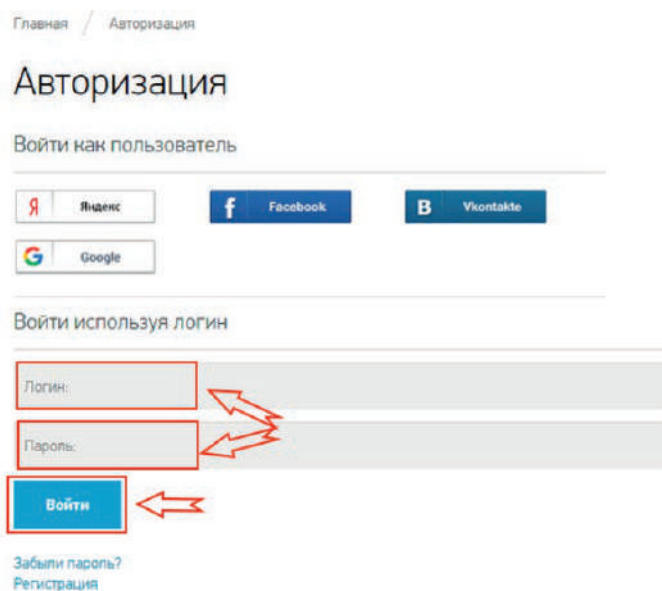 Главная / Авторизация
Авторизация
Войти как пользователь
Я Яндекс f Facebook B Vkontakte
G Google
Войти используя логин
Логин:
Пароль:
Войти
Забыли пароль?
Регистрация